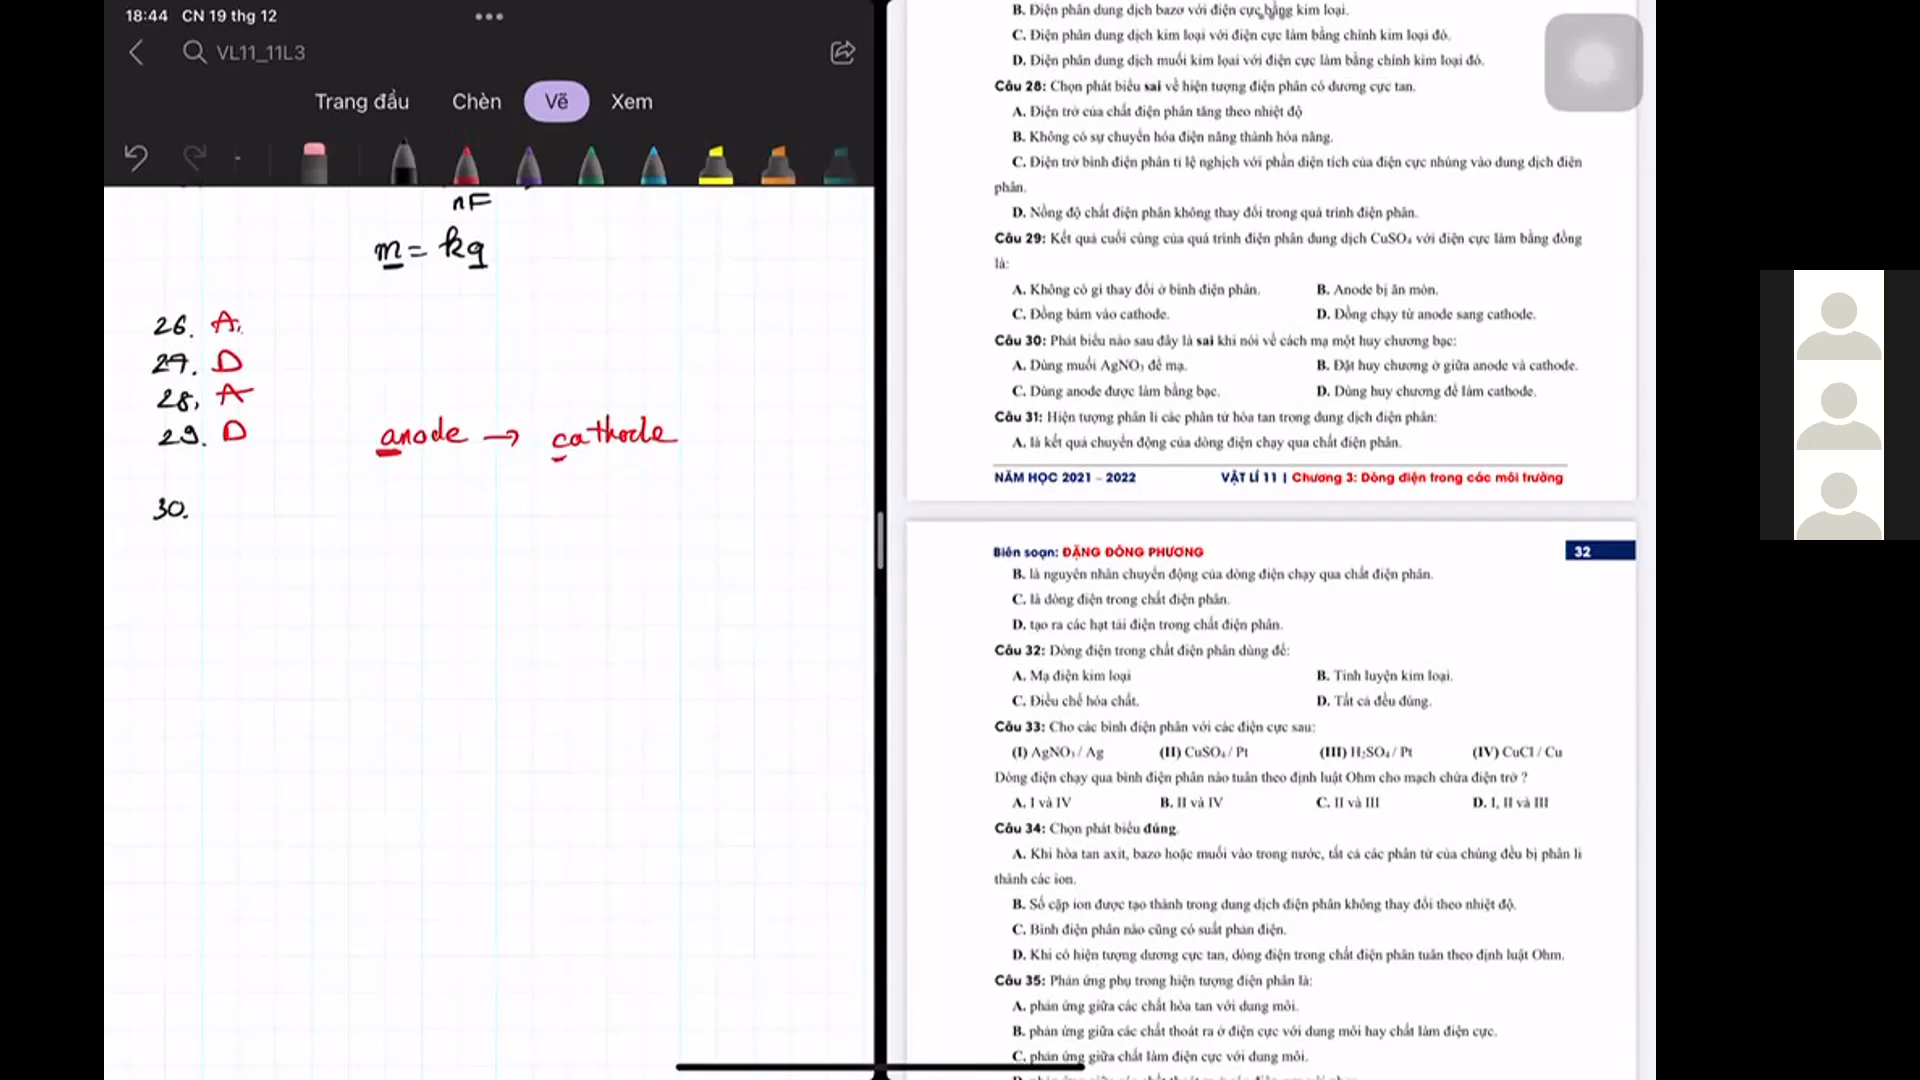 18:44 CN 19 thg 12
VL11_11L3
Trang đầu Chèn Vẽ Xem
nF
m = kq
26. A.
27. D
28. A
29. D anode → cathode
30.
B. Điện phân dung dịch bazơ với điện cực bằng kim loại.
C. Điện phân dung dịch kim loại với điện cực làm bằng chính kim loại đó.
D. Điện phân dung dịch muối kim loại với điện cực làm bằng chính kim loại đó.
Câu 28: Chọn phát biểu sai về hiện tượng điện phân có dương cực tan.
A. Điện trở của chất điện phân tăng theo nhiệt độ
B. Không có sự chuyển hóa điện năng thành hóa năng.
C. Điện trở bình điện phân tỉ lệ nghịch với phần diện tích của điện cực nhúng vào dung dịch điện
phân.
D. Nồng độ chất điện phân không thay đổi trong quá trình điện phân.
Câu 29: Kết quả cuối cùng của quá trình điện phân dung dịch CuSO₄ với điện cực làm bằng đồng
là:
A. Không có gì thay đổi ở bình điện phân. B. Anode bị ăn mòn.
C. Đồng bám vào cathode. D. Đồng chạy từ anode sang cathode.
Câu 30: Phát biểu nào sau đây là sai khi nói về cách mạ một huy chương bạc:
A. Dùng muối AgNO₃ để mạ. B. Đặt huy chương ở giữa anode và cathode.
C. Dùng anode được làm bằng bạc. D. Dùng huy chương để làm cathode.
Câu 31: Hiện tượng phân li các phân tử hòa tan trong dung dịch điện phân:
A. là kết quả chuyển động của dòng điện chạy qua chất điện phân.
NĂM HỌC 2021 – 2022 VẬT LÍ 11 | Chương 3: Dòng điện trong các môi trường
Biên soạn: ĐẶNG ĐÔNG PHƯƠNG 32
B. là nguyên nhân chuyển động của dòng điện chạy qua chất điện phân.
C. là dòng điện trong chất điện phân.
D. tạo ra các hạt tải điện trong chất điện phân.
Câu 32: Dòng điện trong chất điện phân dùng để:
A. Mạ điện kim loại B. Tinh luyện kim loại.
C. Điều chế hóa chất. D. Tất cả đều đúng.
Câu 33: Cho các bình điện phân với các điện cực sau:
(I) AgNO₃ / Ag (II) CuSO₄ / Pt (III) H₂SO₄ / Pt (IV) CuCl / Cu
Dòng điện chạy qua bình điện phân nào tuân theo định luật Ohm cho mạch chứa điện trở ?
A. I và IV B. II và IV C. II và III D. I, II và III
Câu 34: Chọn phát biểu đúng.
A. Khi hòa tan axit, bazơ hoặc muối vào trong nước, tất cả các phân tử của chúng đều bị phân li
thành các ion.
B. Số cặp ion được tạo thành trong dung dịch điện phân không thay đổi theo nhiệt độ.
C. Bình điện phân nào cũng có suất phản điện.
D. Khi có hiện tượng dương cực tan, dòng điện trong chất điện phân tuân theo định luật Ohm.
Câu 35: Phản ứng phụ trong hiện tượng điện phân là:
A. phản ứng giữa các chất hòa tan với dung môi.
B. phản ứng giữa các chất thoát ra ở điện cực với dung môi hay chất làm điện cực.
C. phản ứng giữa chất làm điện cực với dung môi.